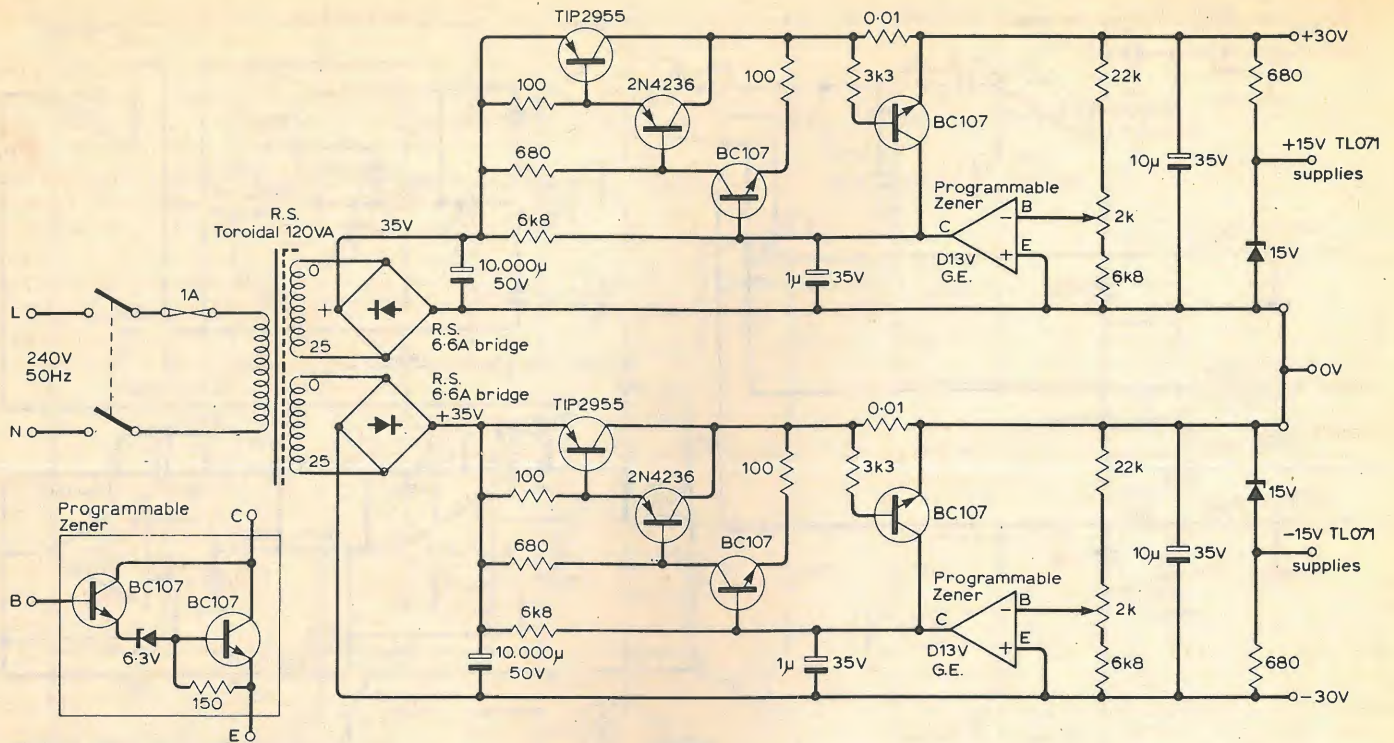 TIP2955
0·01
+30V
100
2N4236
100
3k3
22k
680
BC107
680
BC107
10µ
35V
+15V TL071
supplies
Programmable
Zener
B
2k
R.S.
Toroidal 120VA
35V
6k8
C
E
0
10.000µ
50V
1µ
35V
D13V
G.E.
6k8
15V
L
1A
+
240V
50Hz
25
R.S.
6·6A bridge
0V
0
R.S.
6·6A bridge
+35V
TIP2955
0·01
N
25
100
2N4236
100
3k3
22k
15V
BC107
Programmable
Zener
C
680
BC107
10µ
35V
-15V TL071
supplies
B
BC107
BC107
6k8
Programmable
Zener
B
2k
C
E
6·3V
10.000µ
50V
1µ
35V
D13V
G.E.
6k8
680
150
-30V
E